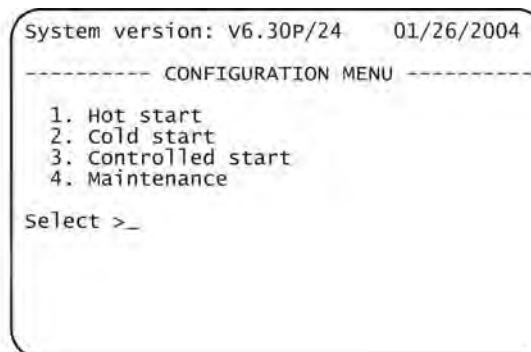 System version: V6.30P/24 01/26/2004
---------- CONFIGURATION MENU ----------
1. Hot start
2. Cold start
3. Controlled start
4. Maintenance
Select >_